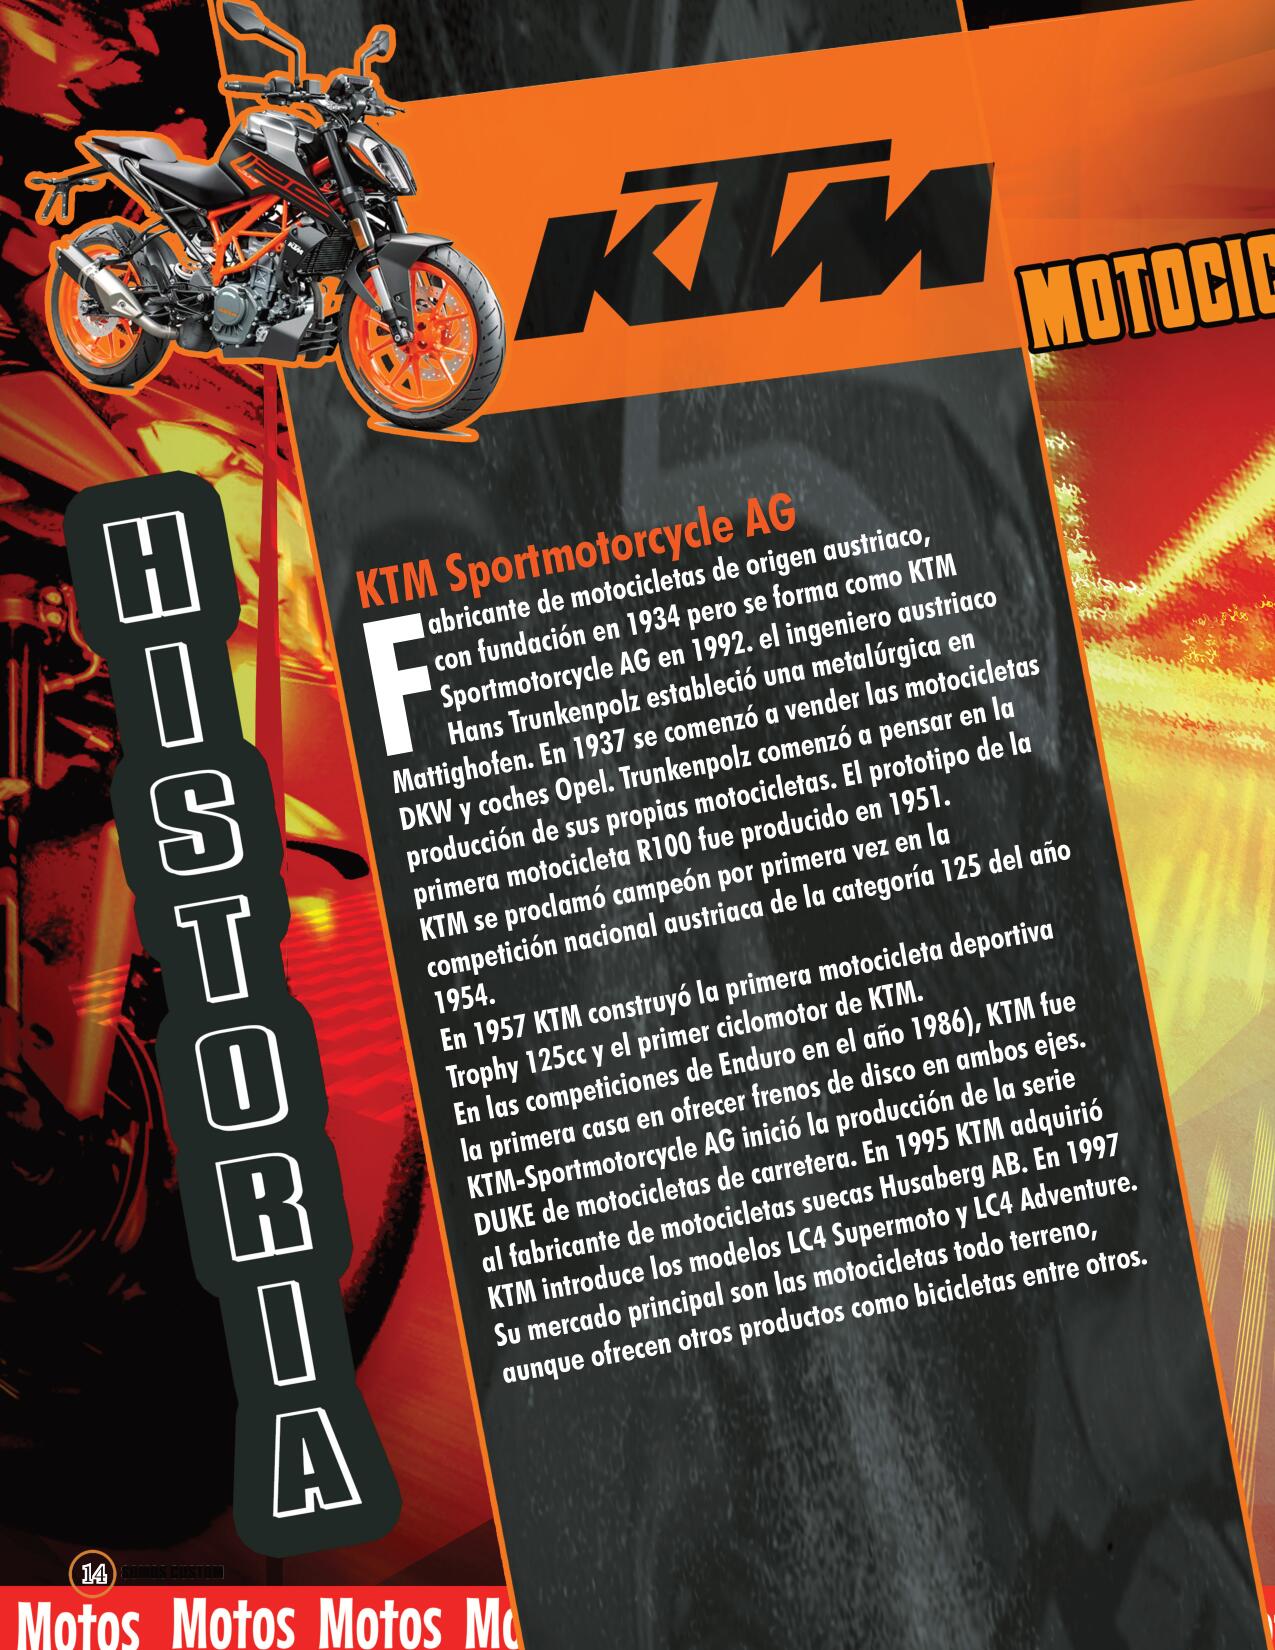 KTM
MOTOCIC
HISTORIA
KTM Sportmotorcycle AG
Fabricante de motocicletas de origen austriaco,
con fundación en 1934 pero se forma como KTM
Sportmotorcycle AG en 1992. el ingeniero austriaco
Hans Trunkenpolz estableció una metalúrgica en
Mattighofen. En 1937 se comenzó a vender las motocicletas
DKW y coches Opel. Trunkenpolz comenzó a pensar en la
producción de sus propias motocicletas. El prototipo de la
primera motocicleta R100 fue producido en 1951.
KTM se proclamó campeón por primera vez en la
competición nacional austriaca de la categoría 125 del año
1954.
En 1957 KTM construyó la primera motocicleta deportiva
Trophy 125cc y el primer ciclomotor de KTM.
En las competiciones de Enduro en el año 1986), KTM fue
la primera casa en ofrecer frenos de disco en ambos ejes.
KTM-Sportmotorcycle AG inició la producción de la serie
DUKE de motocicletas de carretera. En 1995 KTM adquirió
al fabricante de motocicletas suecas Husaberg AB. En 1997
KTM introduce los modelos LC4 Supermoto y LC4 Adventure.
Su mercado principal son las motocicletas todo terreno,
aunque ofrecen otros productos como bicicletas entre otros.
14 SOMOS CUSTOM
Motos Motos Motos Mo